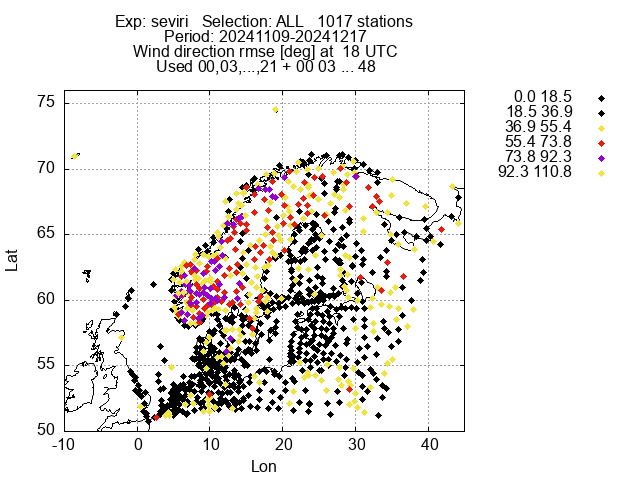 Exp: seviri   Selection: ALL   1017 stations
Period: 20241109-20241217
Wind direction rmse [deg] at  18 UTC
Used 00,03,...,21 + 00 03 ... 48
0.0 18.5
18.5 36.9
36.9 55.4
55.4 73.8
73.8 92.3
92.3 110.8
75
70
65
60
55
50
Lat
-10 0 10 20 30 40
Lon